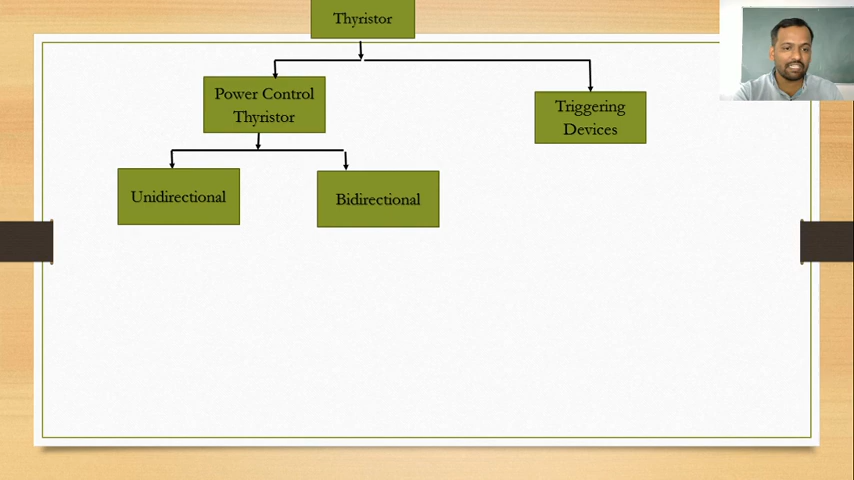 Thyristor
Power Control
Thyristor
Triggering
Devices
Unidirectional
Bidirectional